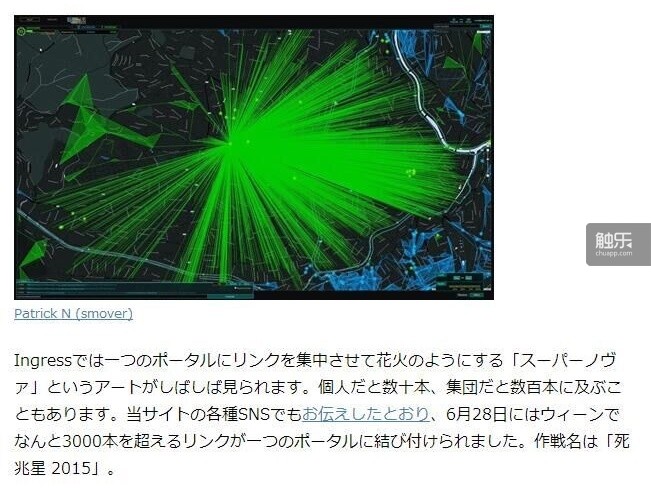 Patrick N (smover)
Ingressでは一つのポータルにリンクを集中させて花火のようにする「スーパーノヴ
ァ」というアートがしばしば見られます。個人だと数十本、集団だと数百本に及ぶこ
ともあります。当サイトの各種SNSでもお伝えしたとおり、6月28日にはウィーンで
なんと3000本を超えるリンクが一つのポータルに結び付けられました。作戦名は「死
兆星 2015」。
触乐
chuapp.com